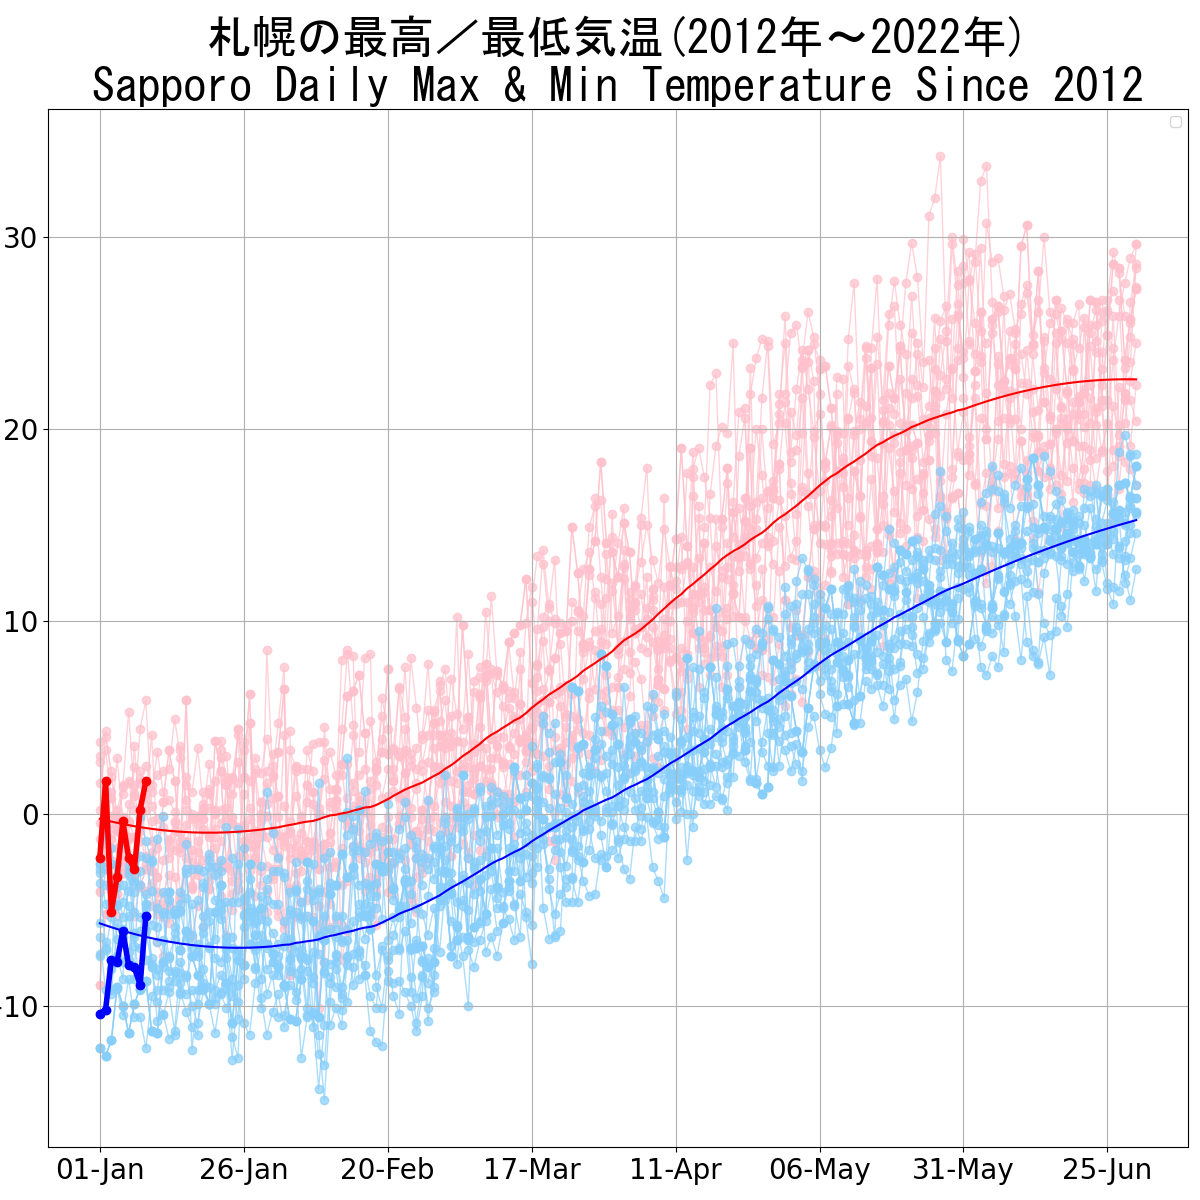 札幌の最高／最低気温(2012年～2022年)
Sapporo Daily Max & Min Temperature Since 2012
30
20
10
0
-10
01-Jan 26-Jan 20-Feb 17-Mar 11-Apr 06-May 31-May 25-Jun